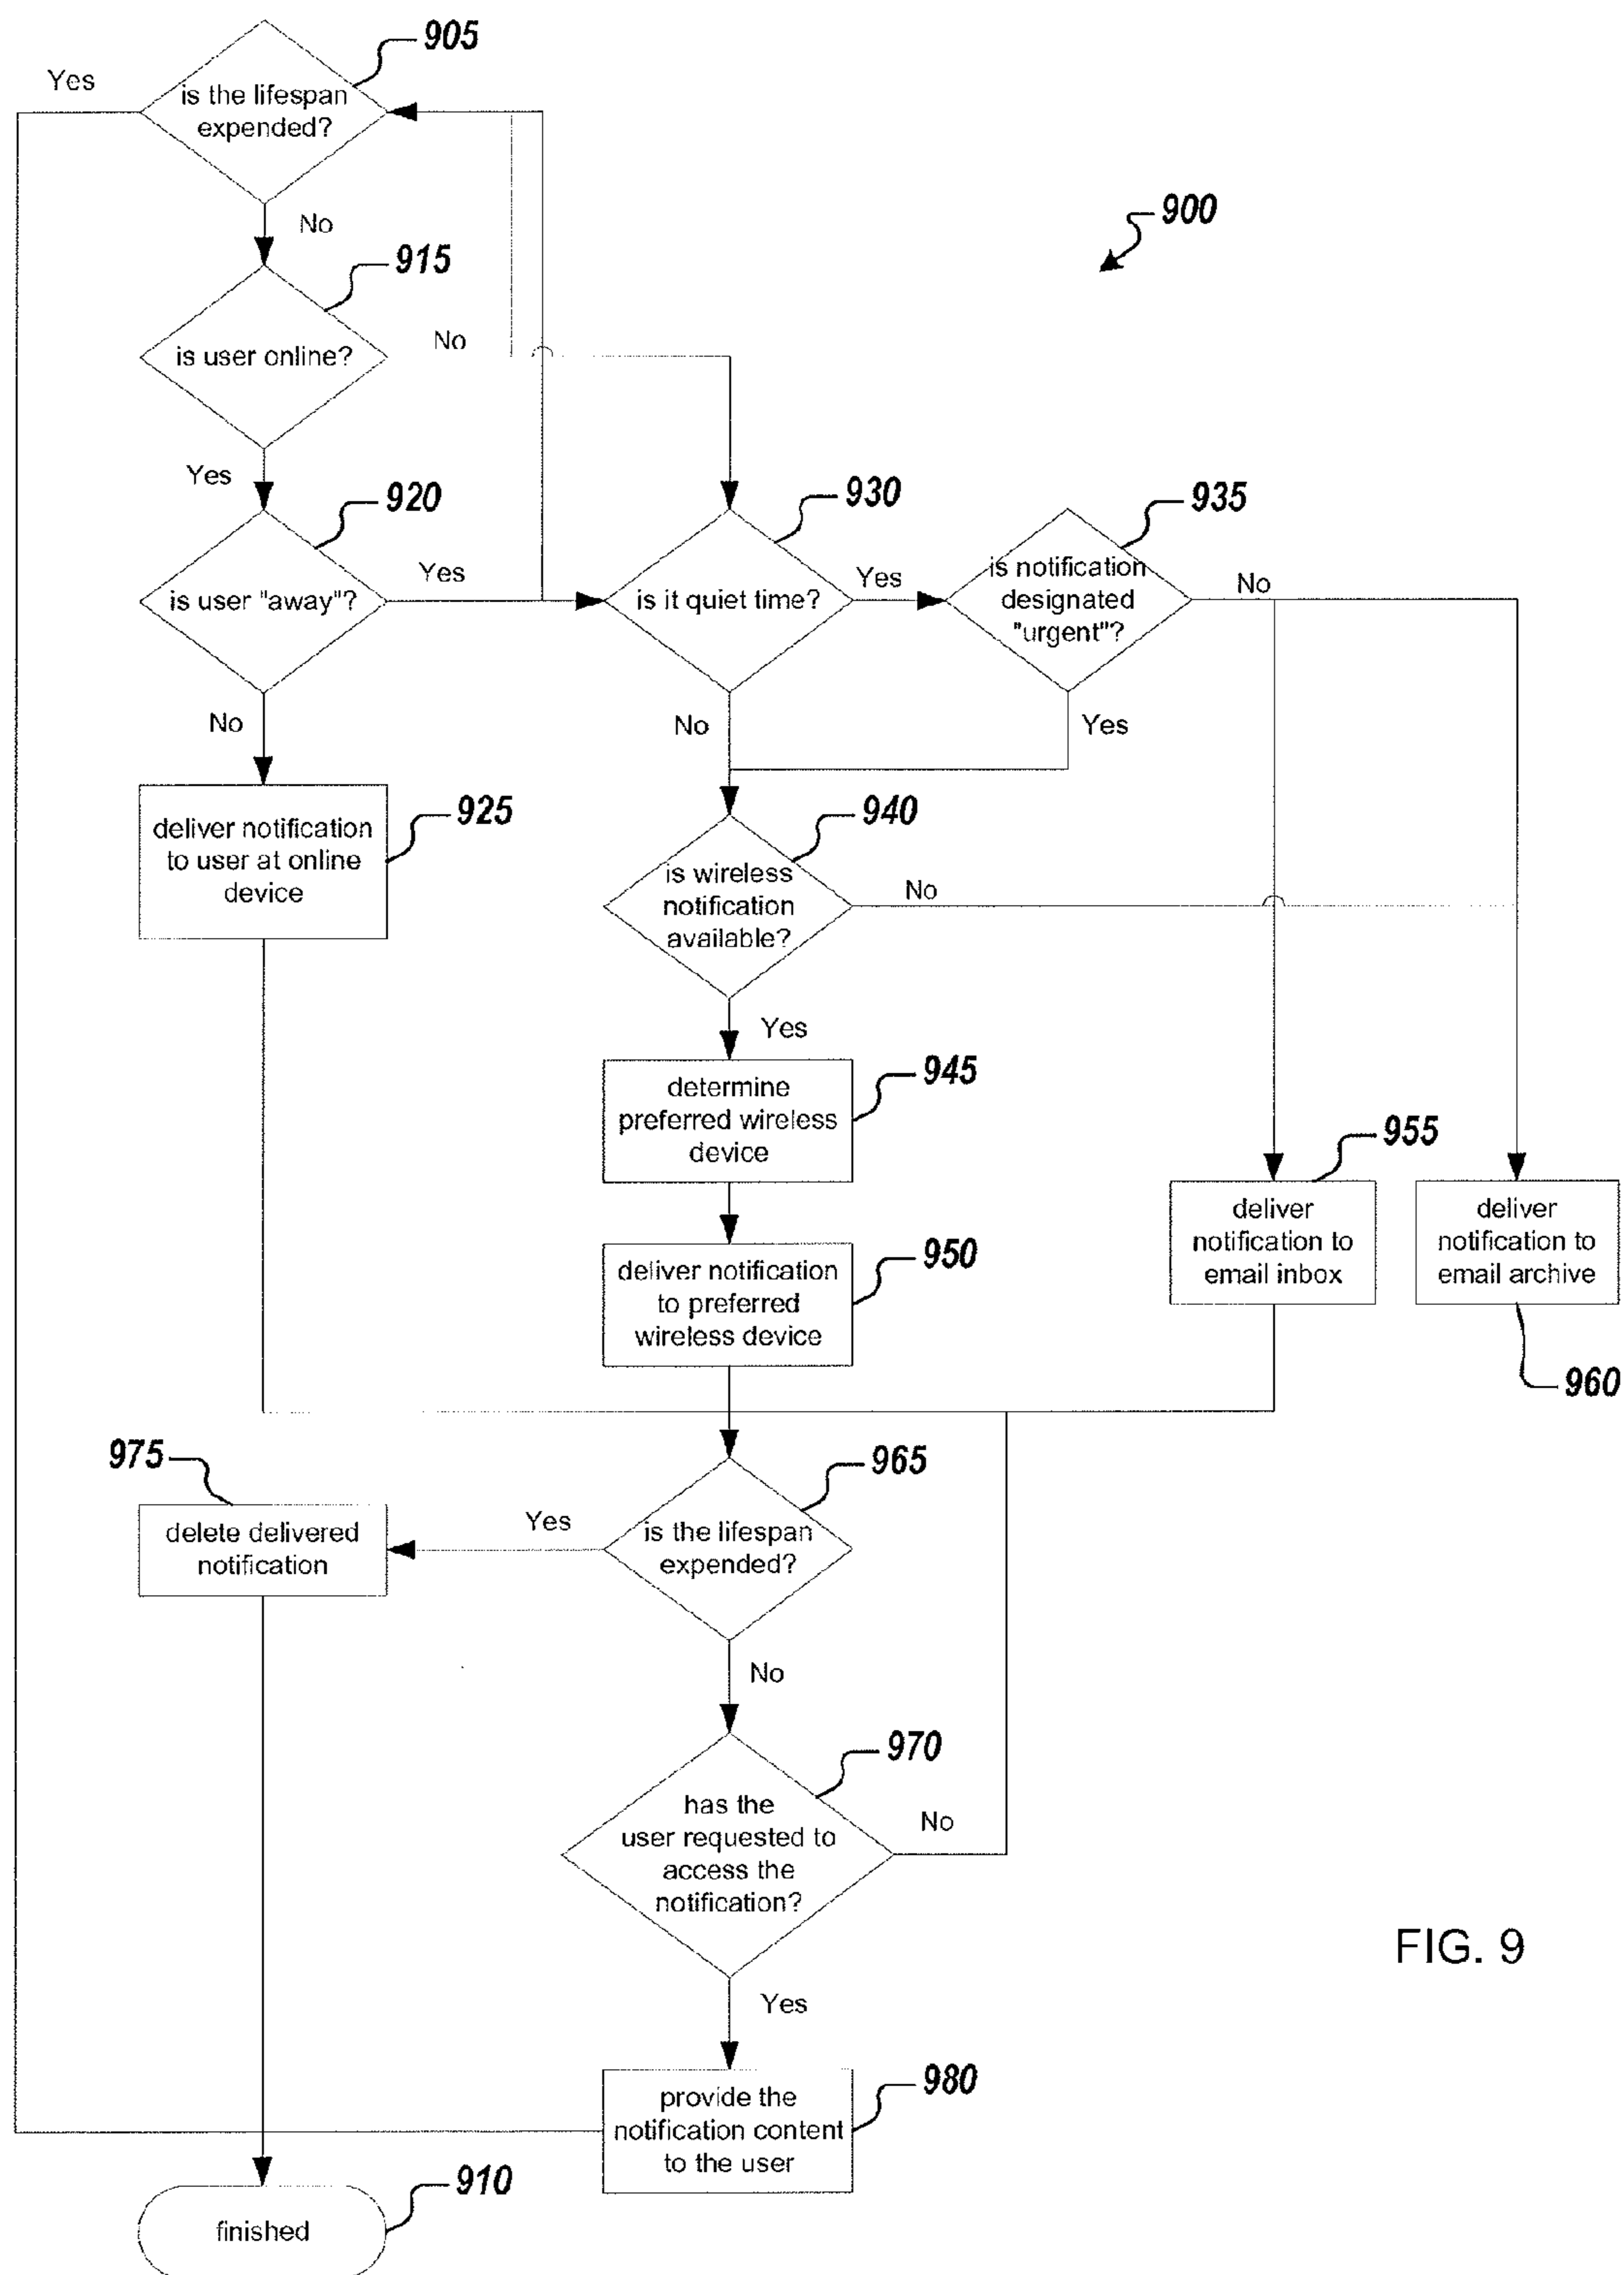 905
Yes
is the lifespan
expended?
No
900
915
No
is user online?
Yes
920
930
935
is user "away"?
Yes
is it quiet time?
Yes
is notification
designated
"urgent"?
No
No
No
Yes
deliver notification
to user at online
device
925
940
is wireless
notification
available?
No
Yes
determine
preferred wireless
device
945
955
deliver notification
to preferred
wireless device
950
deliver
notification to
email inbox
deliver
notification to
email archive
960
975
965
delete delivered
notification
Yes
is the lifespan
expended?
No
970
has the
user requested to
access the
notification?
No
FIG. 9
Yes
980
provide the
notification content
to the user
910
finished